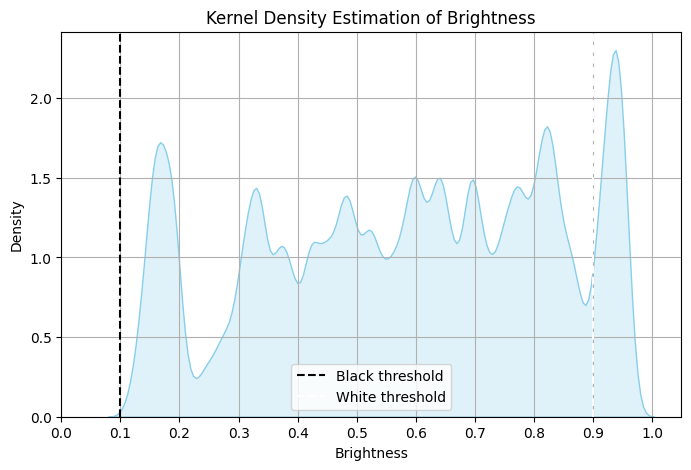 Kernel Density Estimation of Brightness
Density
2.0
1.5
1.0
0.5
0.0
0.0 0.1 0.2 0.3 0.4 0.5 0.6 0.7 0.8 0.9 1.0
Brightness
Black threshold
White threshold